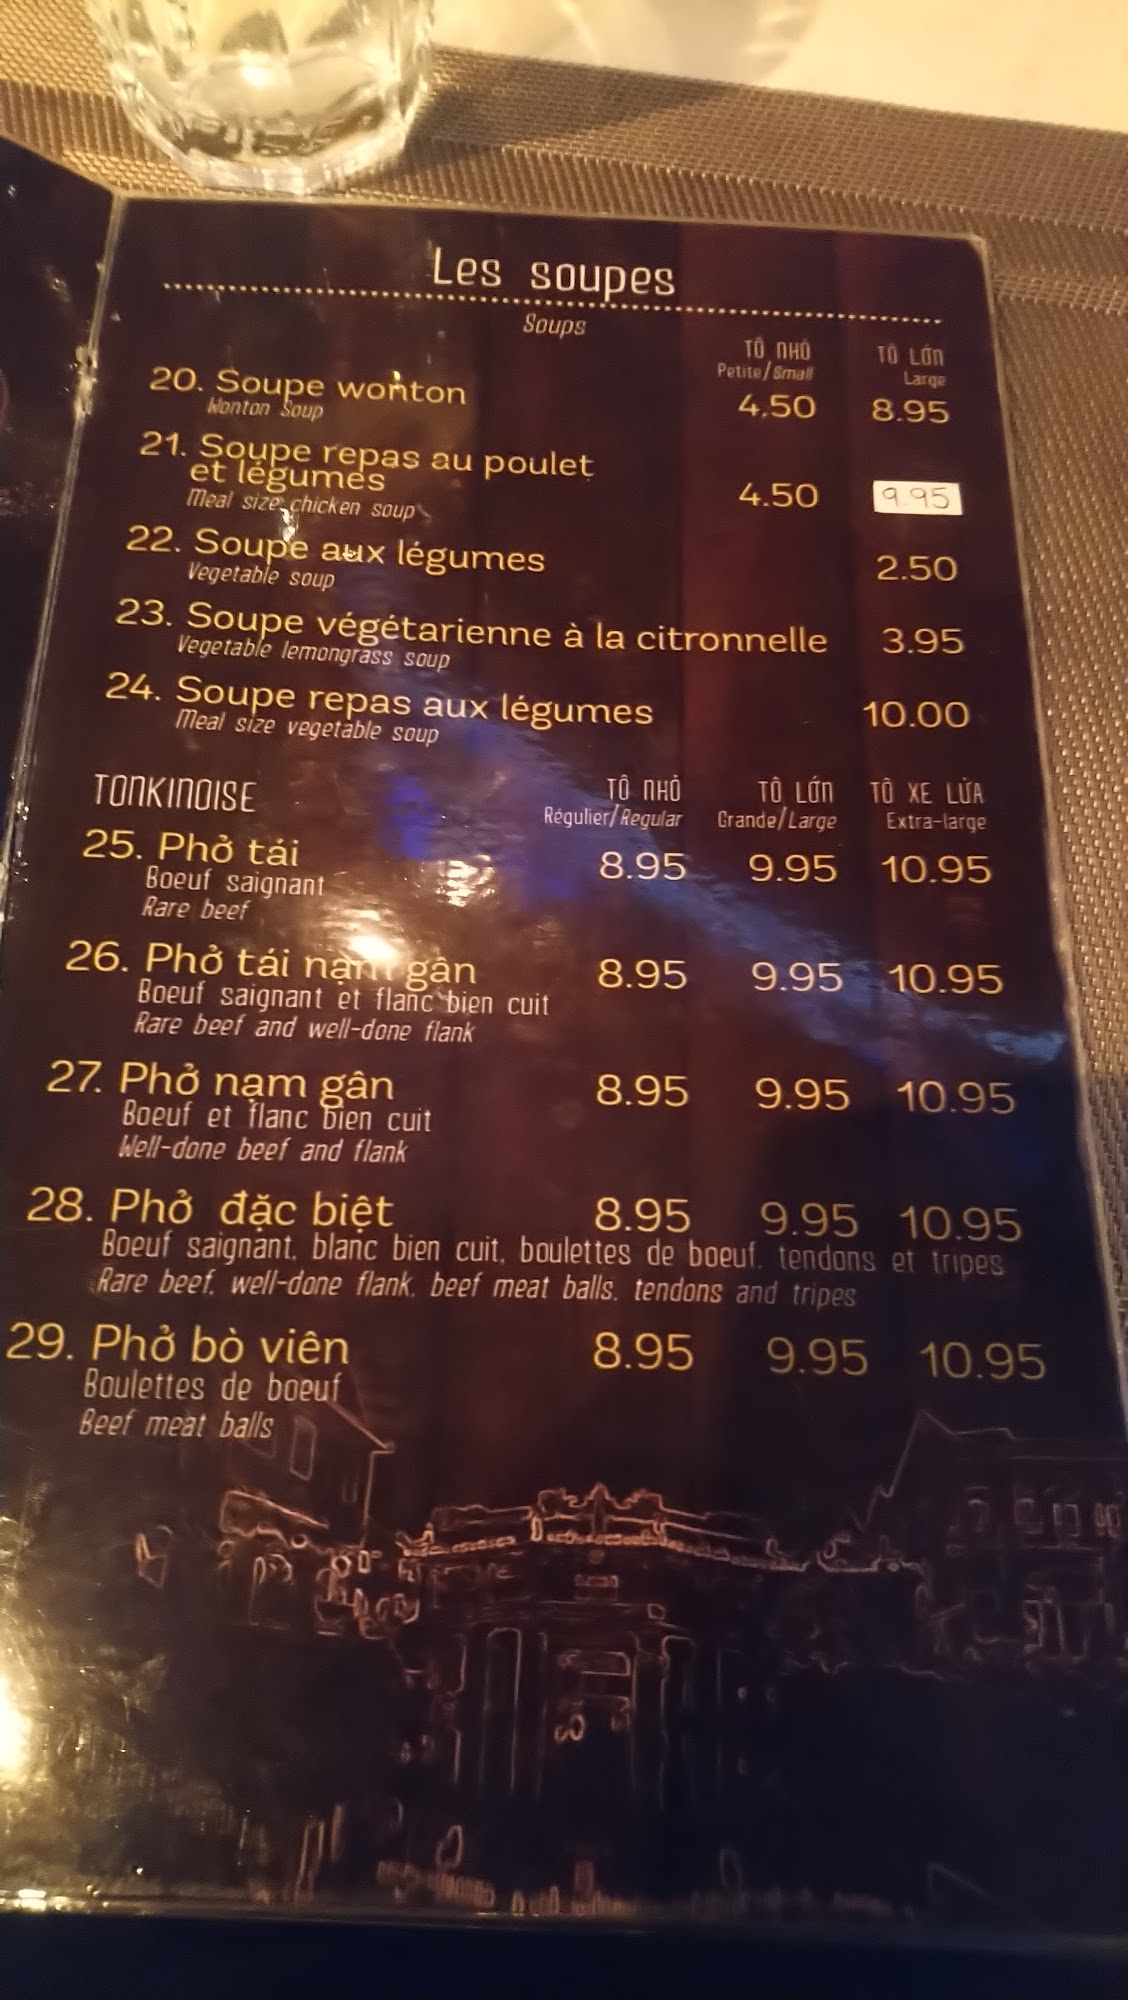 Les soupes
Soups
TÔ NHỎ TÔ LỚN
Petite/Small Large
20. Soupe wonton 4.50 8.95
Wonton Soup
21. Soupe repas au poulet
et légumes 4.50 9.95
Meal size chicken soup
22. Soupe aux légumes 2.50
Vegetable soup
23. Soupe végétarienne à la citronnelle 3.95
Vegetable lemongrass soup
24. Soupe repas aux légumes 10.00
Meal size vegetable soup
TONKINOISE TÔ NHỎ TÔ LỚN TÔ XE LỬA
Régulier/Regular Grande/Large Extra-large
25. Phở tái 8.95 9.95 10.95
Boeuf saignant
Rare beef
26. Phở tái nạm gân 8.95 9.95 10.95
Boeuf saignant et flanc bien cuit
Rare beef and well-done flank
27. Phở nạm gân 8.95 9.95 10.95
Boeuf et flanc bien cuit
Well-done beef and flank
28. Phở đặc biệt 8.95 9.95 10.95
Boeuf saignant, blanc bien cuit, boulettes de boeuf, tendons et tripes
Rare beef, well-done flank, beef meat balls, tendons and tripes
29. Phở bò viên 8.95 9.95 10.95
Boulettes de boeuf
Beef meat balls